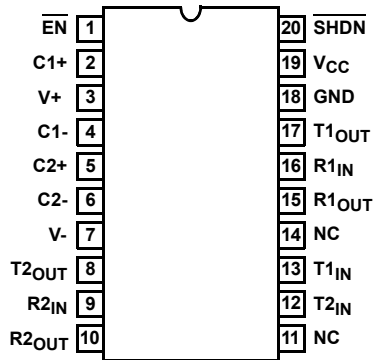 EN 1 20 SHDN
C1+ 2 19 VCC
V+ 3 18 GND
C1- 4 17 T1OUT
C2+ 5 16 R1IN
C2- 6 15 R1OUT
V- 7 14 NC
T2OUT 8 13 T1IN
R2IN 9 12 T2IN
R2OUT 10 11 NC